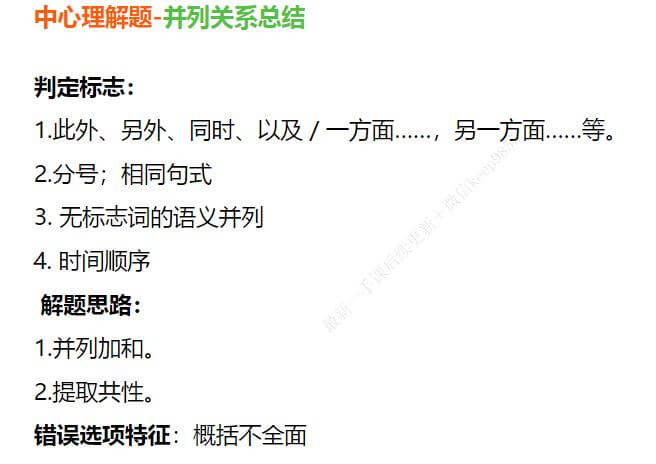 中心理解题-并列关系总结
判定标志：
1.此外、另外、同时、以及 / 一方面……，另一方面……等。
2.分号；相同句式
3. 无标志词的语义并列
4. 时间顺序
解题思路：
1.并列加和。
2.提取共性。
错误选项特征：概括不全面